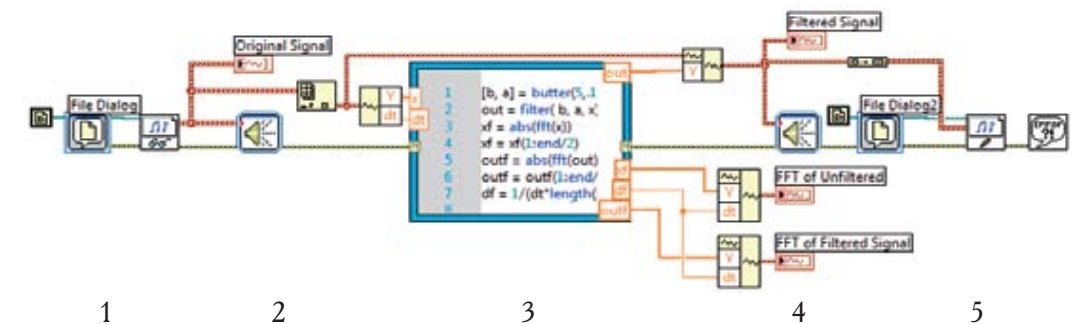 Filtered Signal
Original Signal
File Dialog
Y
dt
x
dt
1 [b, a] = butter(5,.1
2 out = filter( b, a, x)
3 xf = abs(fft(x))
4 xf = xf(1:end/2)
5 outf = abs(fft(out)
6 outf = outf(1:end/
7 df = 1/(dt*length(
8
out
Y
File Dialog2
xf
df
outf
Y
dt
FFT of Unfiltered
Y
dt
FFT of Filtered Signal
1 2 3 4 5